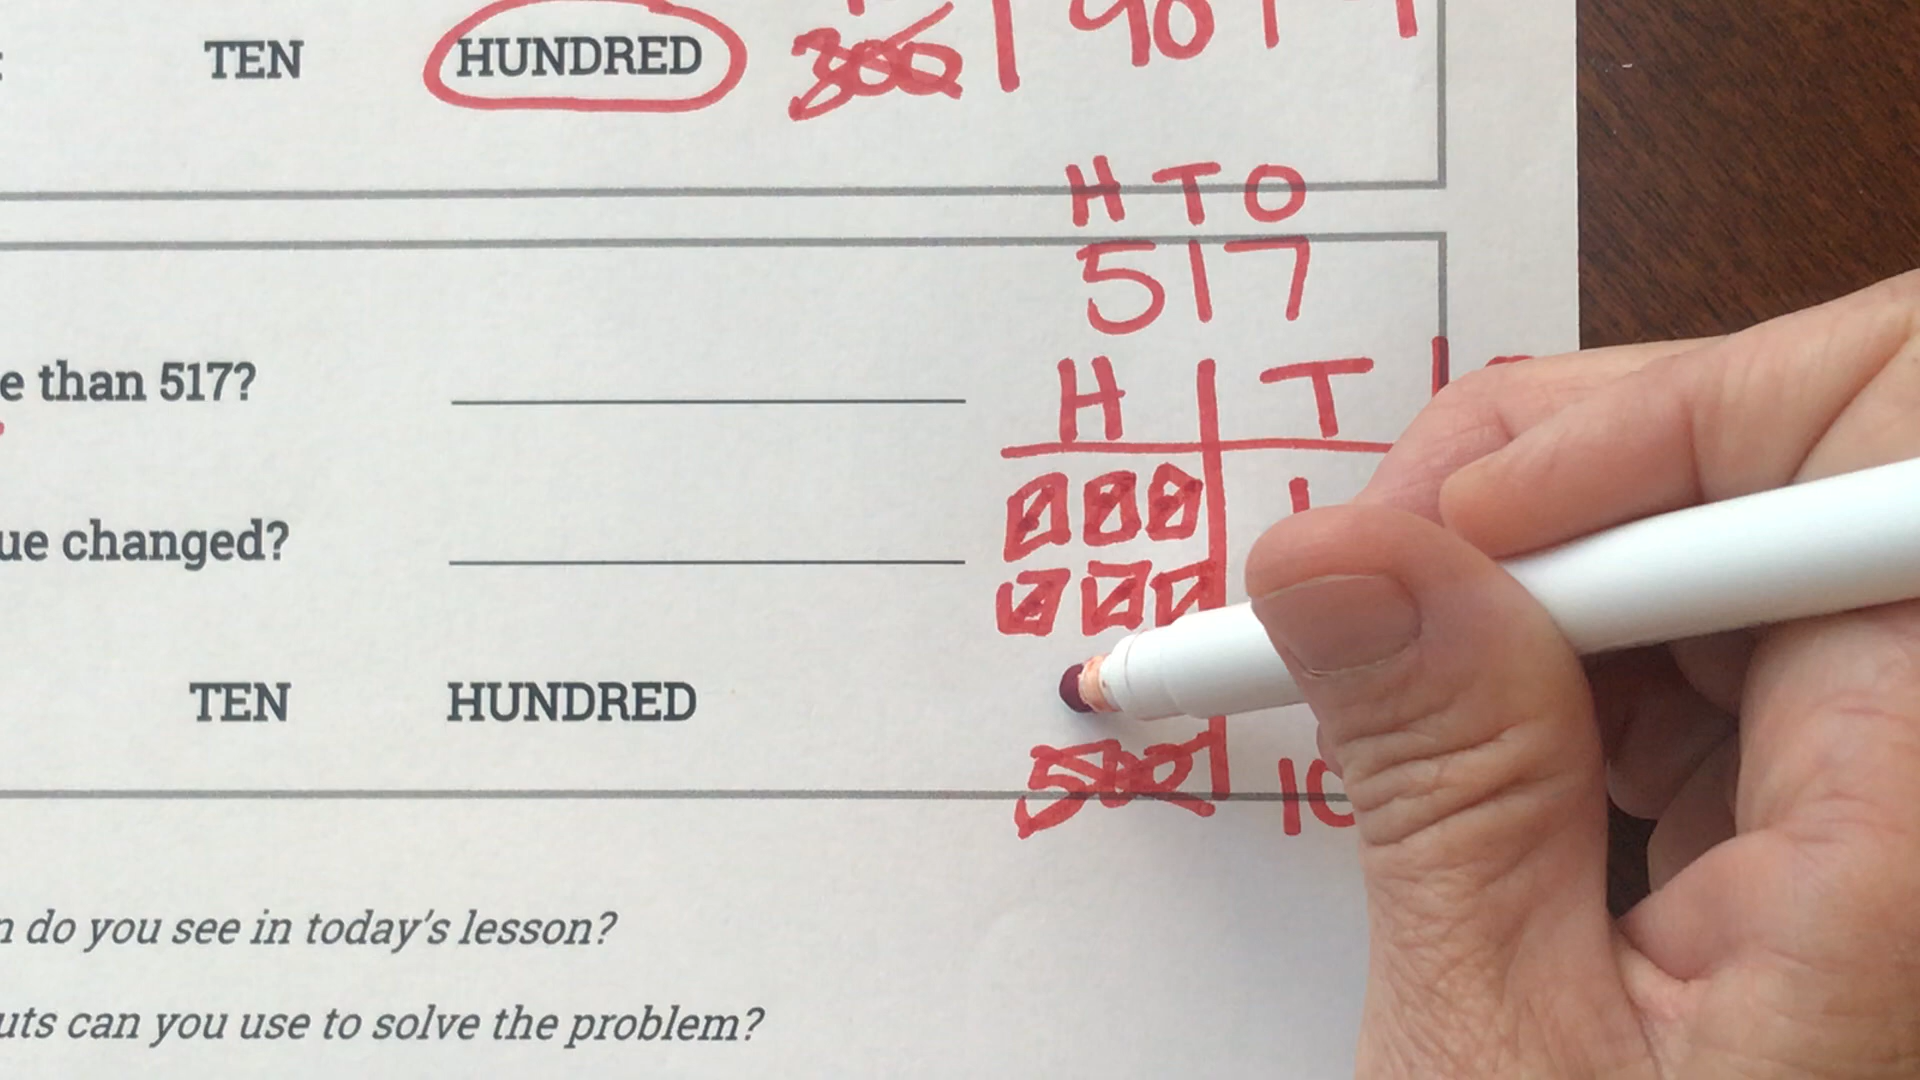 TEN HUNDRED 300 90
H T O
517
H T
e than 517?
ue changed?
TEN HUNDRED
500 10
n do you see in today's lesson?
uts can you use to solve the problem?